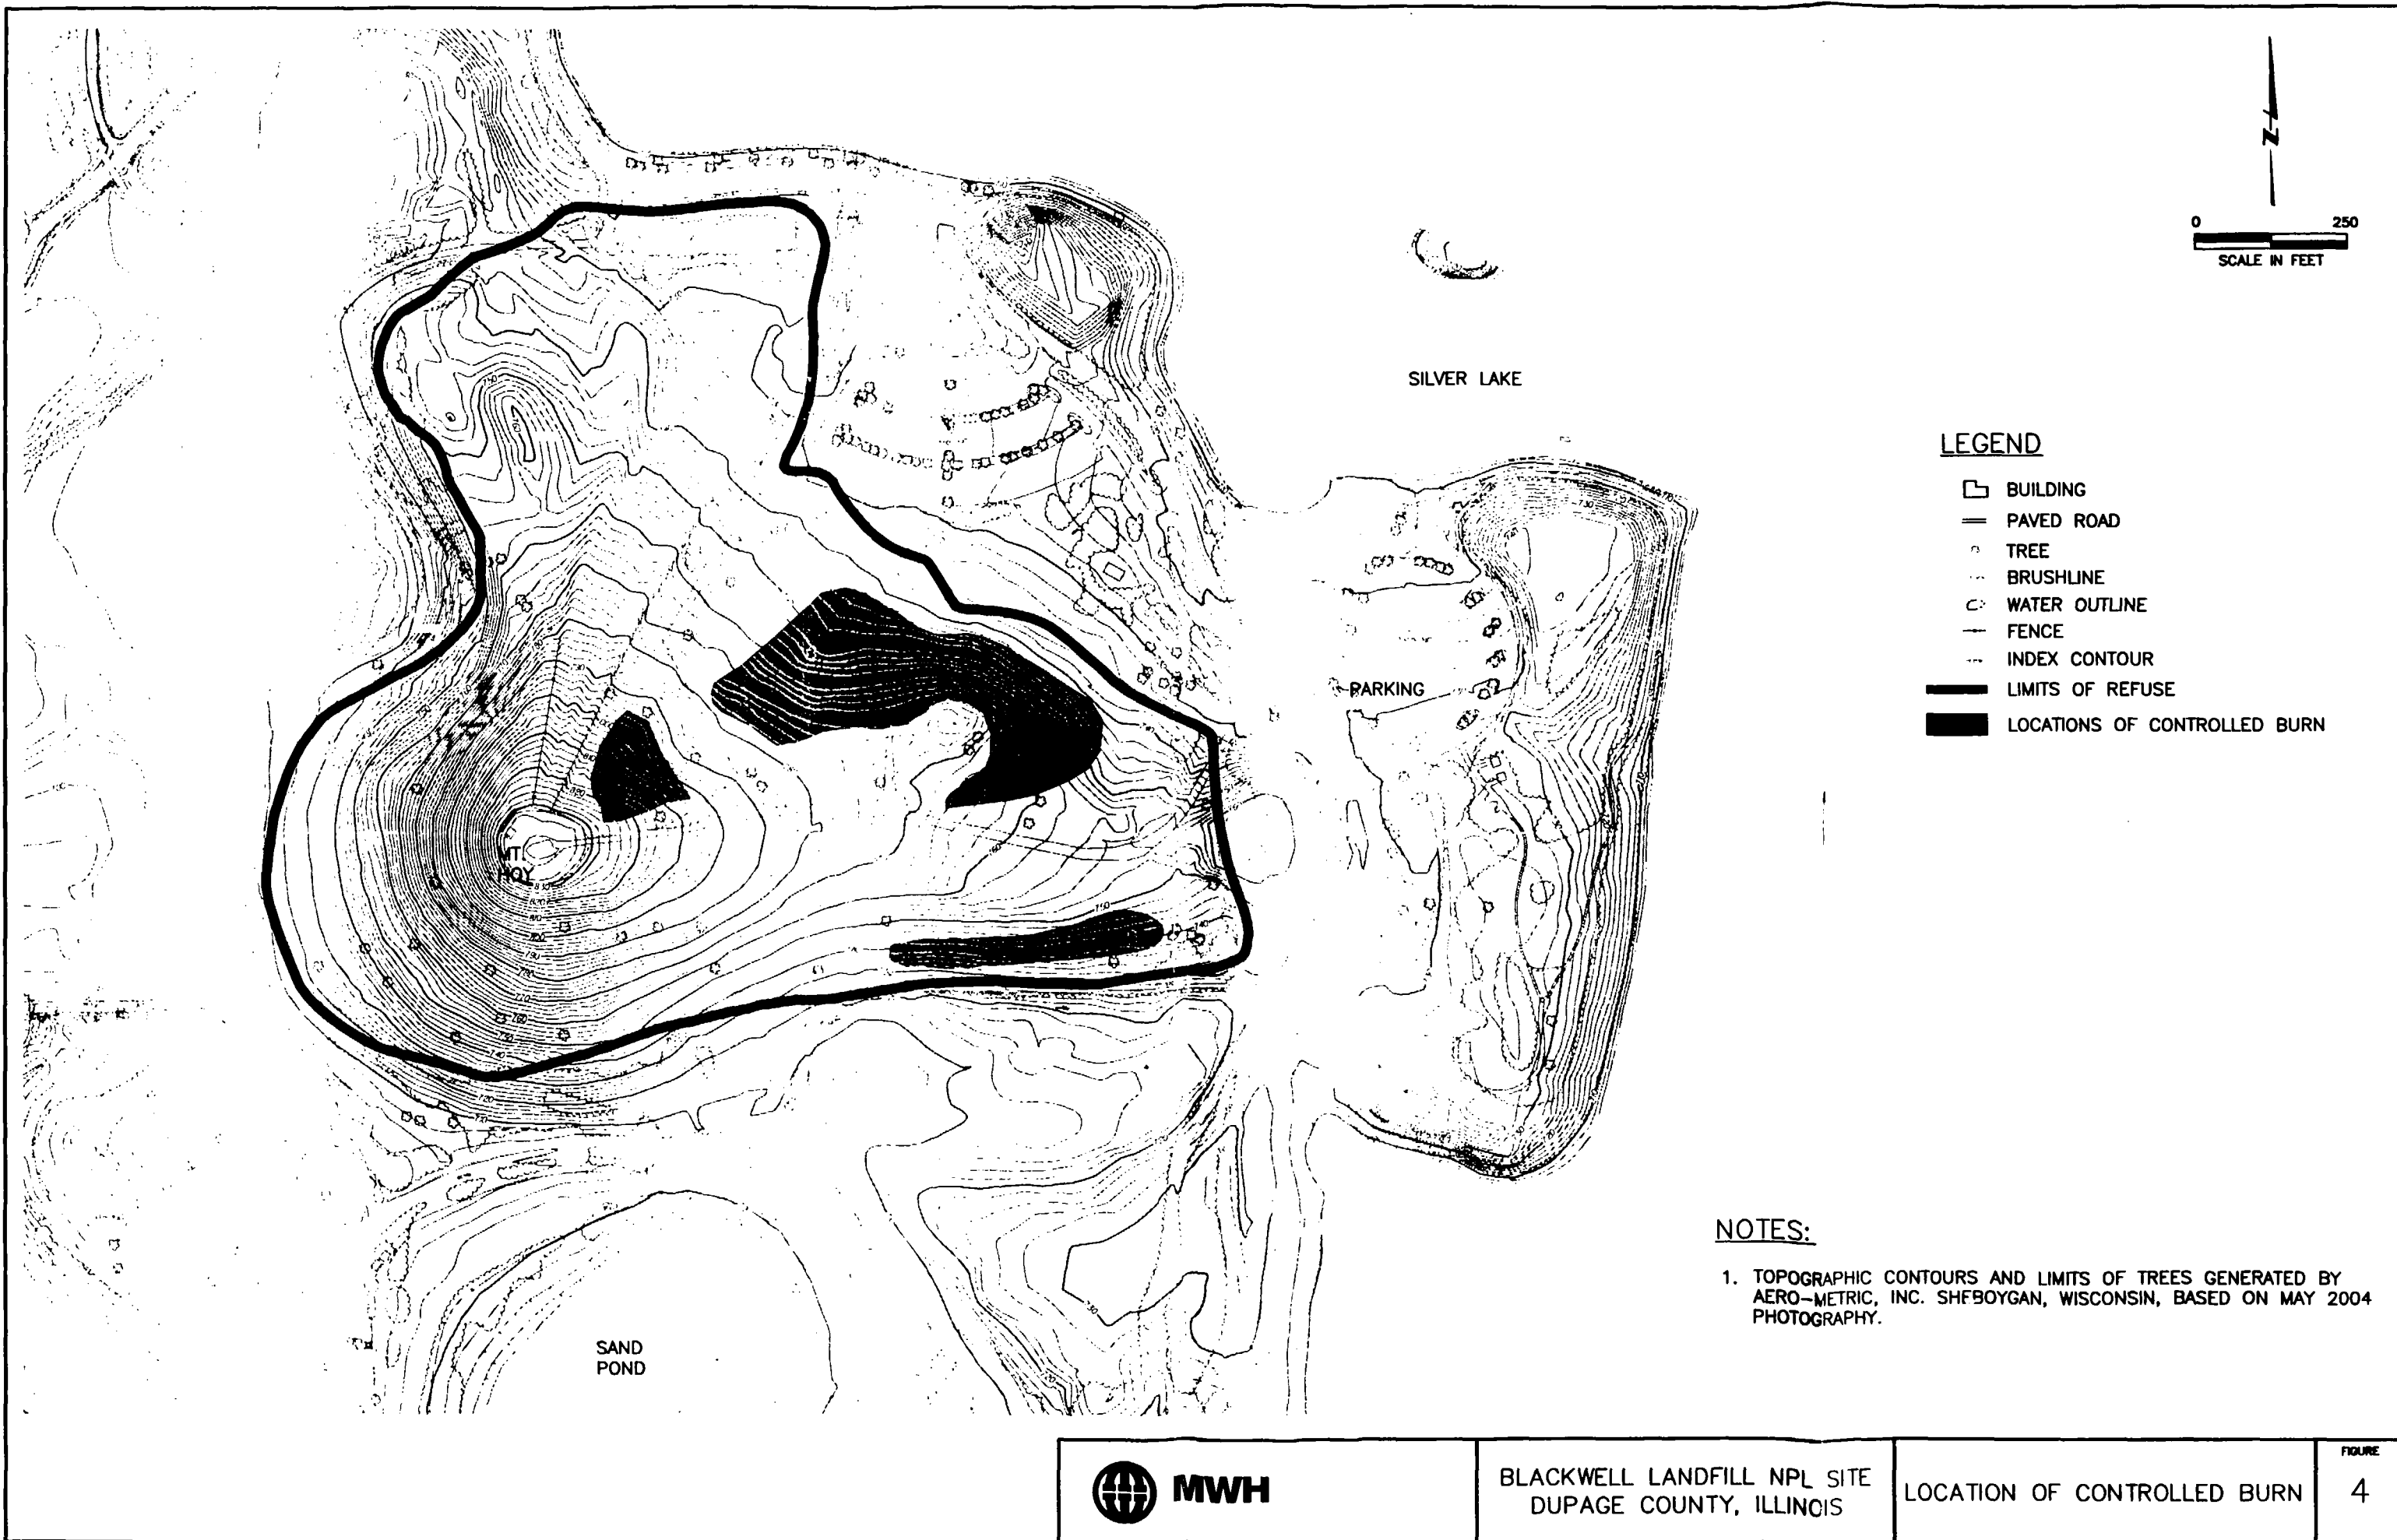 0 250
SCALE IN FEET
SILVER LAKE
LEGEND
BUILDING
PAVED ROAD
TREE
BRUSHLINE
WATER OUTLINE
FENCE
INDEX CONTOUR
LIMITS OF REFUSE
LOCATIONS OF CONTROLLED BURN
PARKING
MT.
HOY
NOTES:
1. TOPOGRAPHIC CONTOURS AND LIMITS OF TREES GENERATED BY
AERO-METRIC, INC. SHEBOYGAN, WISCONSIN, BASED ON MAY 2004
PHOTOGRAPHY.
SAND
POND
MWH
BLACKWELL LANDFILL NPL SITE
DUPAGE COUNTY, ILLINOIS
LOCATION OF CONTROLLED BURN
FIGURE
4